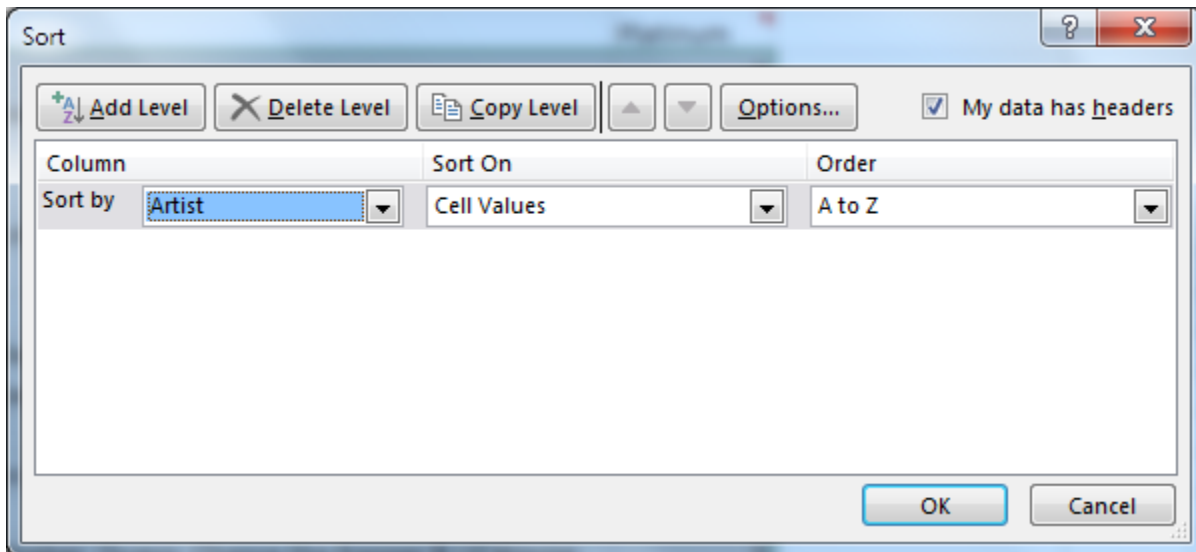 Sort
Platinum
Add Level Delete Level Copy Level Options... My data has headers
Column Sort On Order
Sort by Artist Cell Values A to Z
OK Cancel